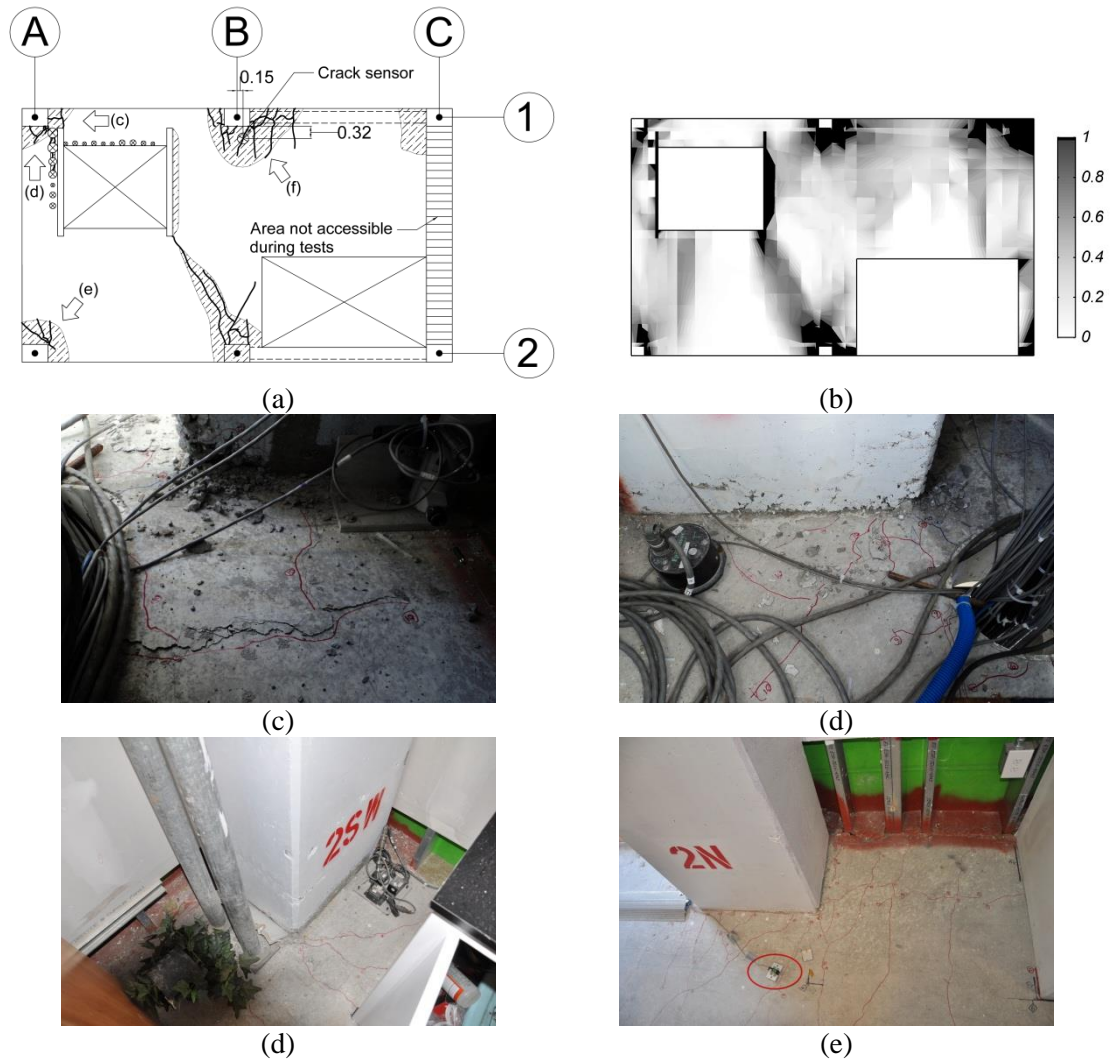 A
B
C
0.15
Crack sensor
1
(c)
0.32
(d)
(f)
Area not accessible
during tests
(e)
2
1
0.8
0.6
0.4
0.2
0
(a)
(b)
(c)
(d)
2SW
2N
(d)
(e)